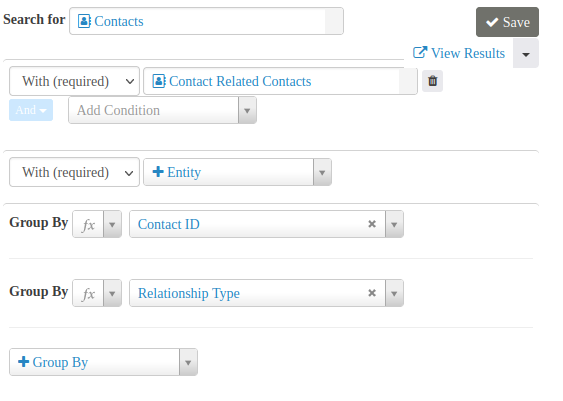 Search for Contacts Save
View Results
With (required) Contact Related Contacts
And Add Condition
With (required) Entity
Group By fx Contact ID
Group By fx Relationship Type
Group By